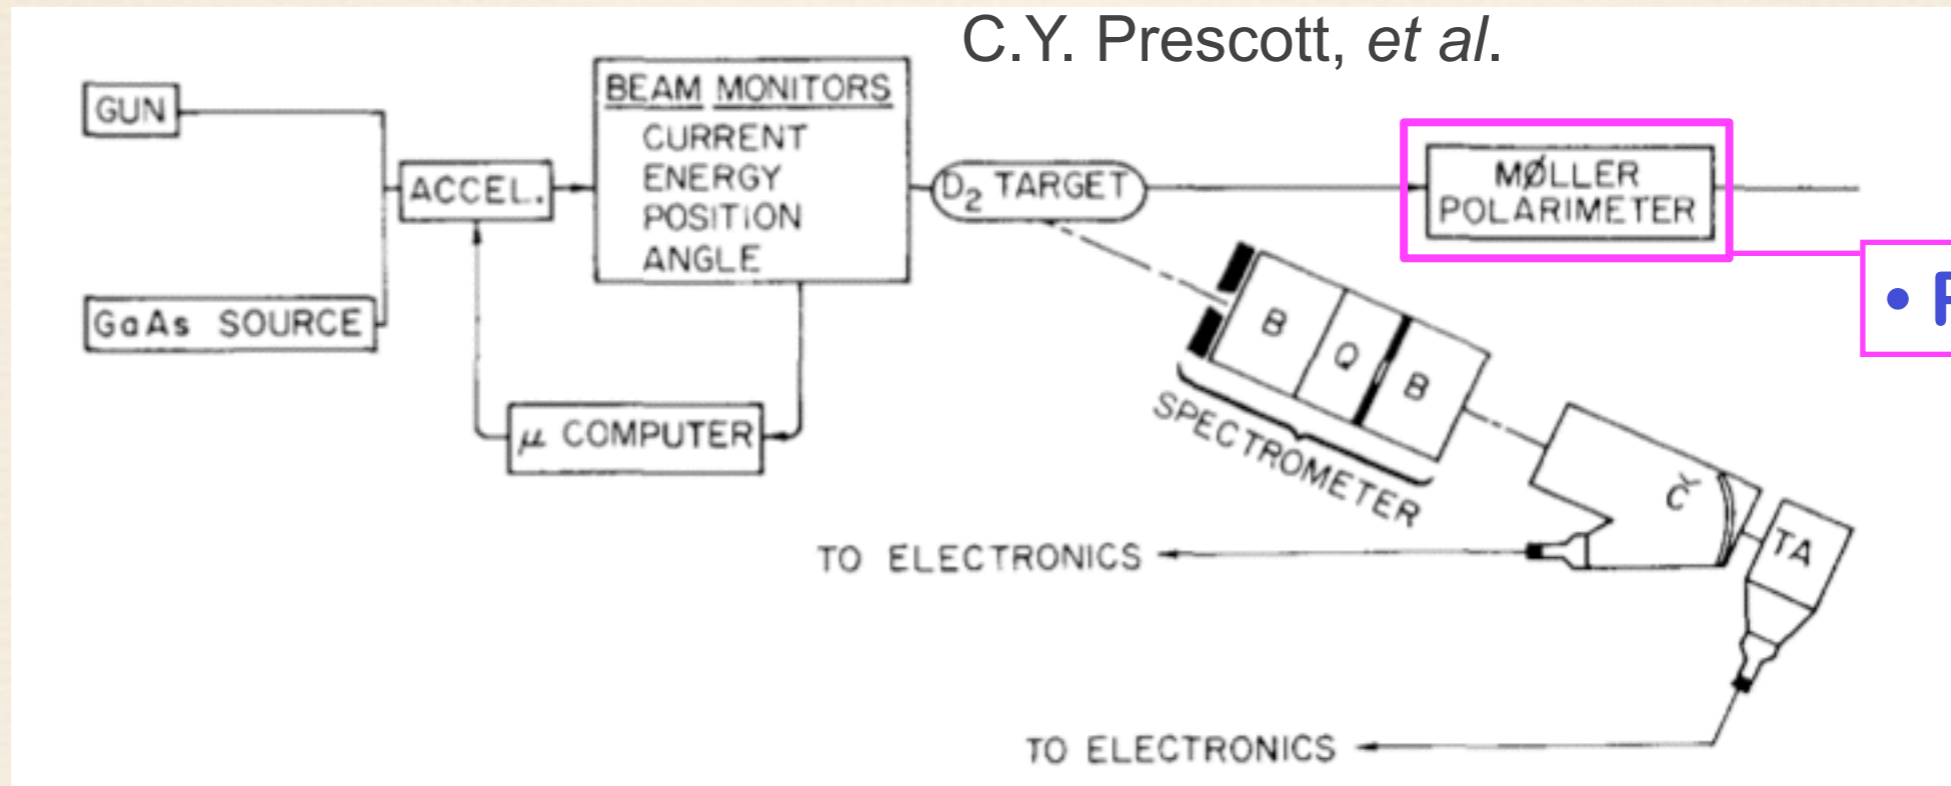 C.Y. Prescott, et al.
GUN
GaAs SOURCE
ACCEL.
BEAM MONITORS
CURRENT
ENERGY
POSITION
ANGLE
μ COMPUTER
D2 TARGET
MØLLER
POLARIMETER
B
Q
B
SPECTROMETER
Č
TA
TO ELECTRONICS
TO ELECTRONICS
•